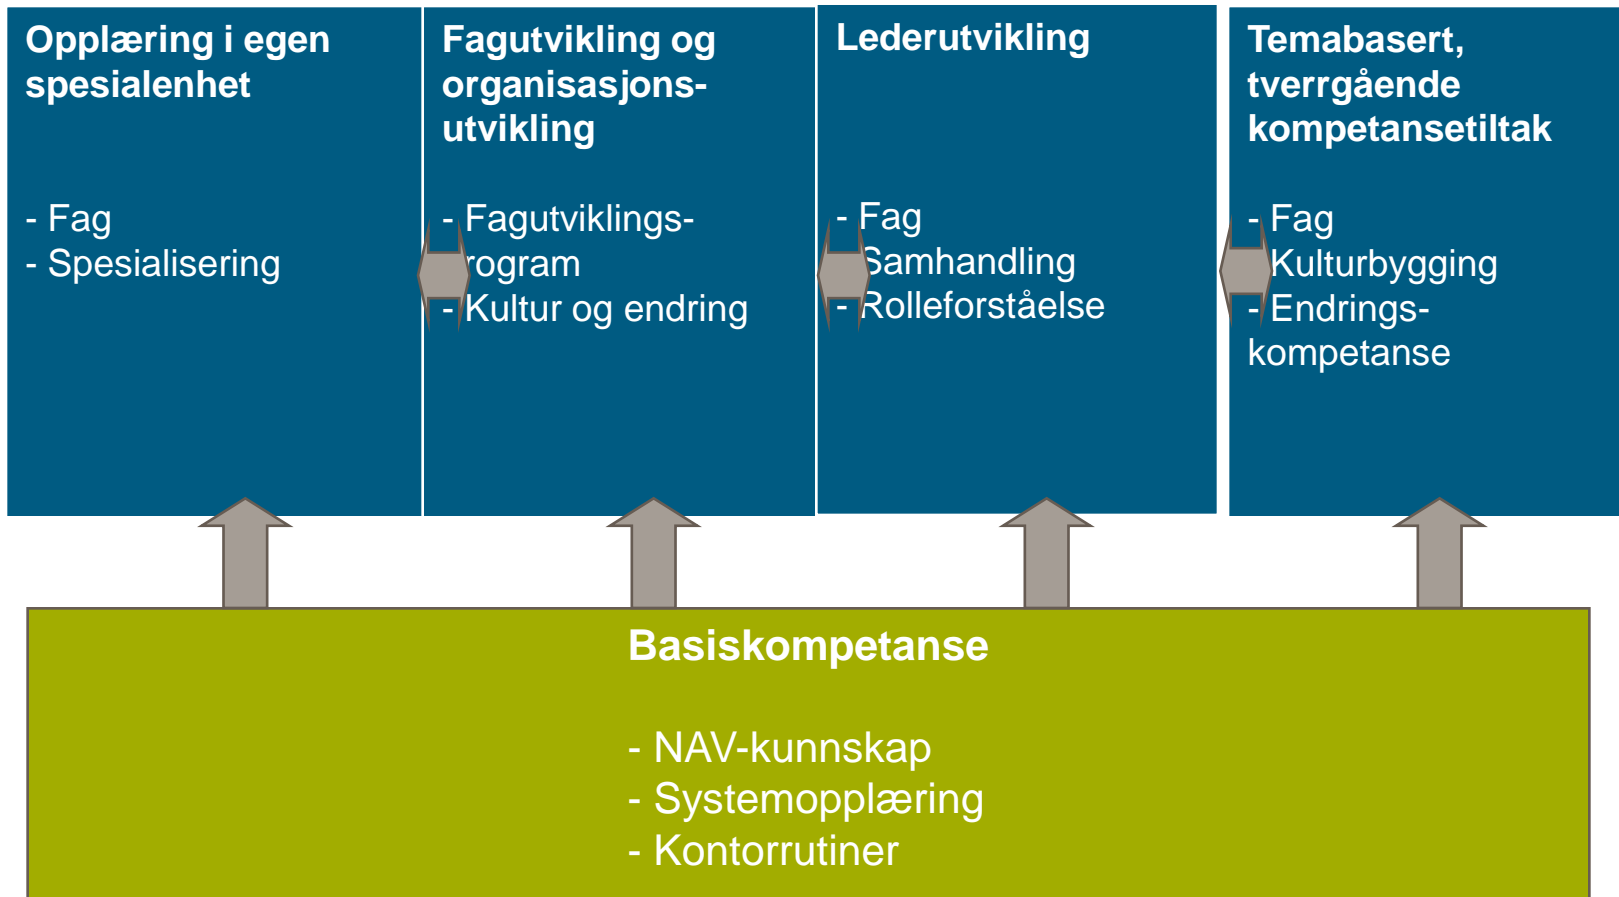 Opplæring i egen
spesialenhet
- Fag
- Spesialisering
Fagutvikling og
organisasjons-
utvikling
- Fagutviklings-
rogram
- Kultur og endring
Lederutvikling
- Fag
Samhandling
- Rolleforståelse
Temabasert,
tverrgående
kompetansetiltak
- Fag
Kulturbygging
- Endrings-
kompetanse
Basiskompetanse
- NAV-kunnskap
- Systemopplæring
- Kontorrutiner